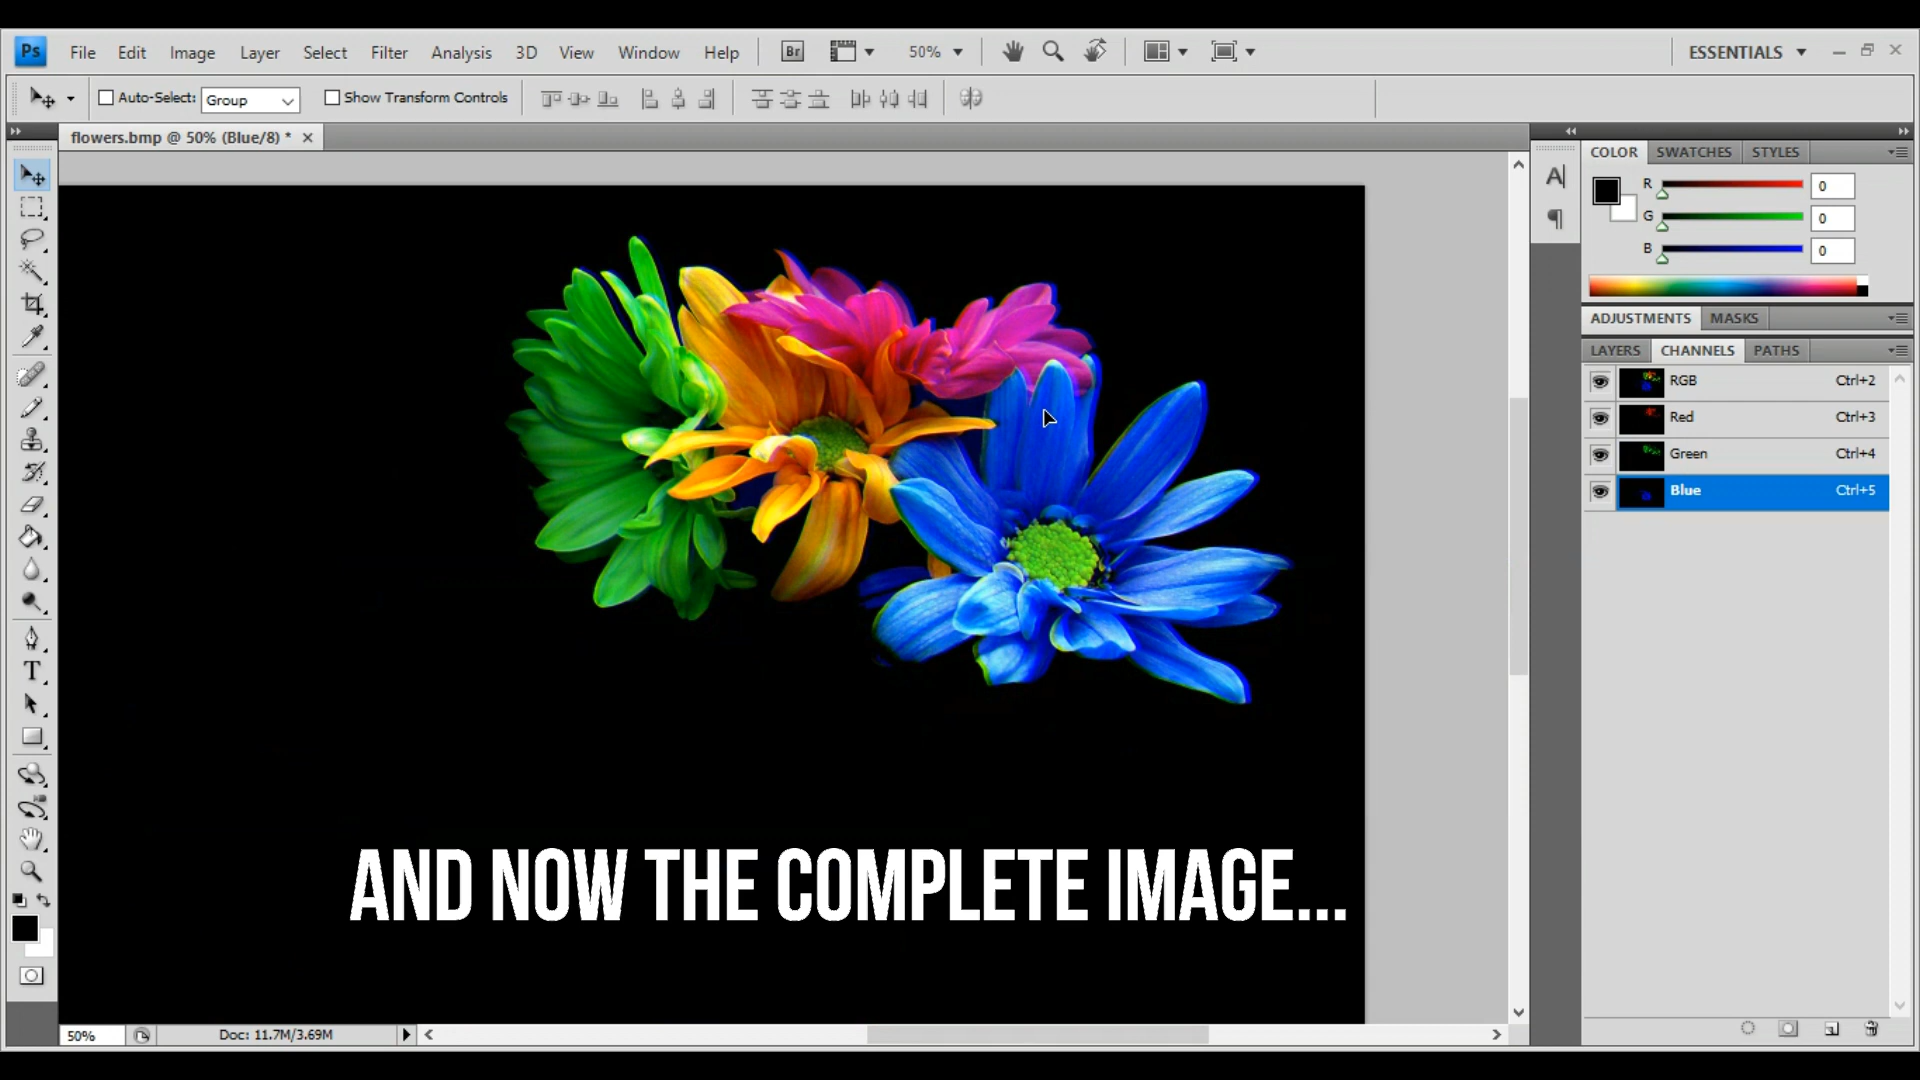 Ps File Edit Image Layer Select Filter Analysis 3D View Window Help Br 50% ESSENTIALS
Auto-Select: Group Show Transform Controls
flowers.bmp @ 50% (Blue/8) *
COLOR SWATCHES STYLES
R 0
G 0
B 0
ADJUSTMENTS MASKS
LAYERS CHANNELS PATHS
RGB Ctrl+2
Red Ctrl+3
Green Ctrl+4
Blue Ctrl+5
AND NOW THE COMPLETE IMAGE...
50% Doc: 11.7M/3.69M